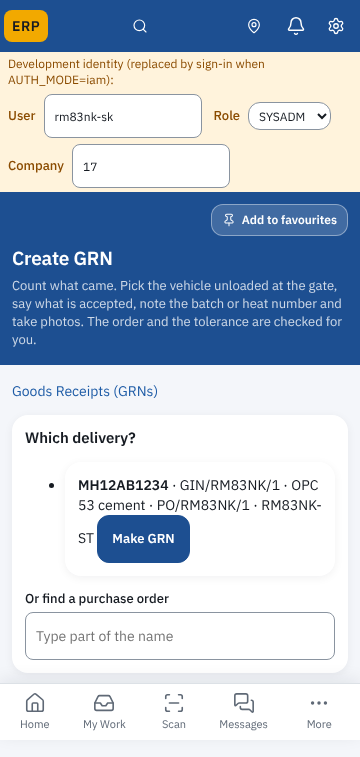 ERP
Development identity (replaced by sign-in when
AUTH_MODE=iam):
User rm83nk-sk Role SYSADM
Company 17
Add to favourites
Create GRN
Count what came. Pick the vehicle unloaded at the gate,
say what is accepted, note the batch or heat number and
take photos. The order and the tolerance are checked for
you.
Goods Receipts (GRNs)
Which delivery?
• MH12AB1234 · GIN/RM83NK/1 · OPC
53 cement · PO/RM83NK/1 · RM83NK-
ST Make GRN
Or find a purchase order
Type part of the name
Home My Work Scan Messages More